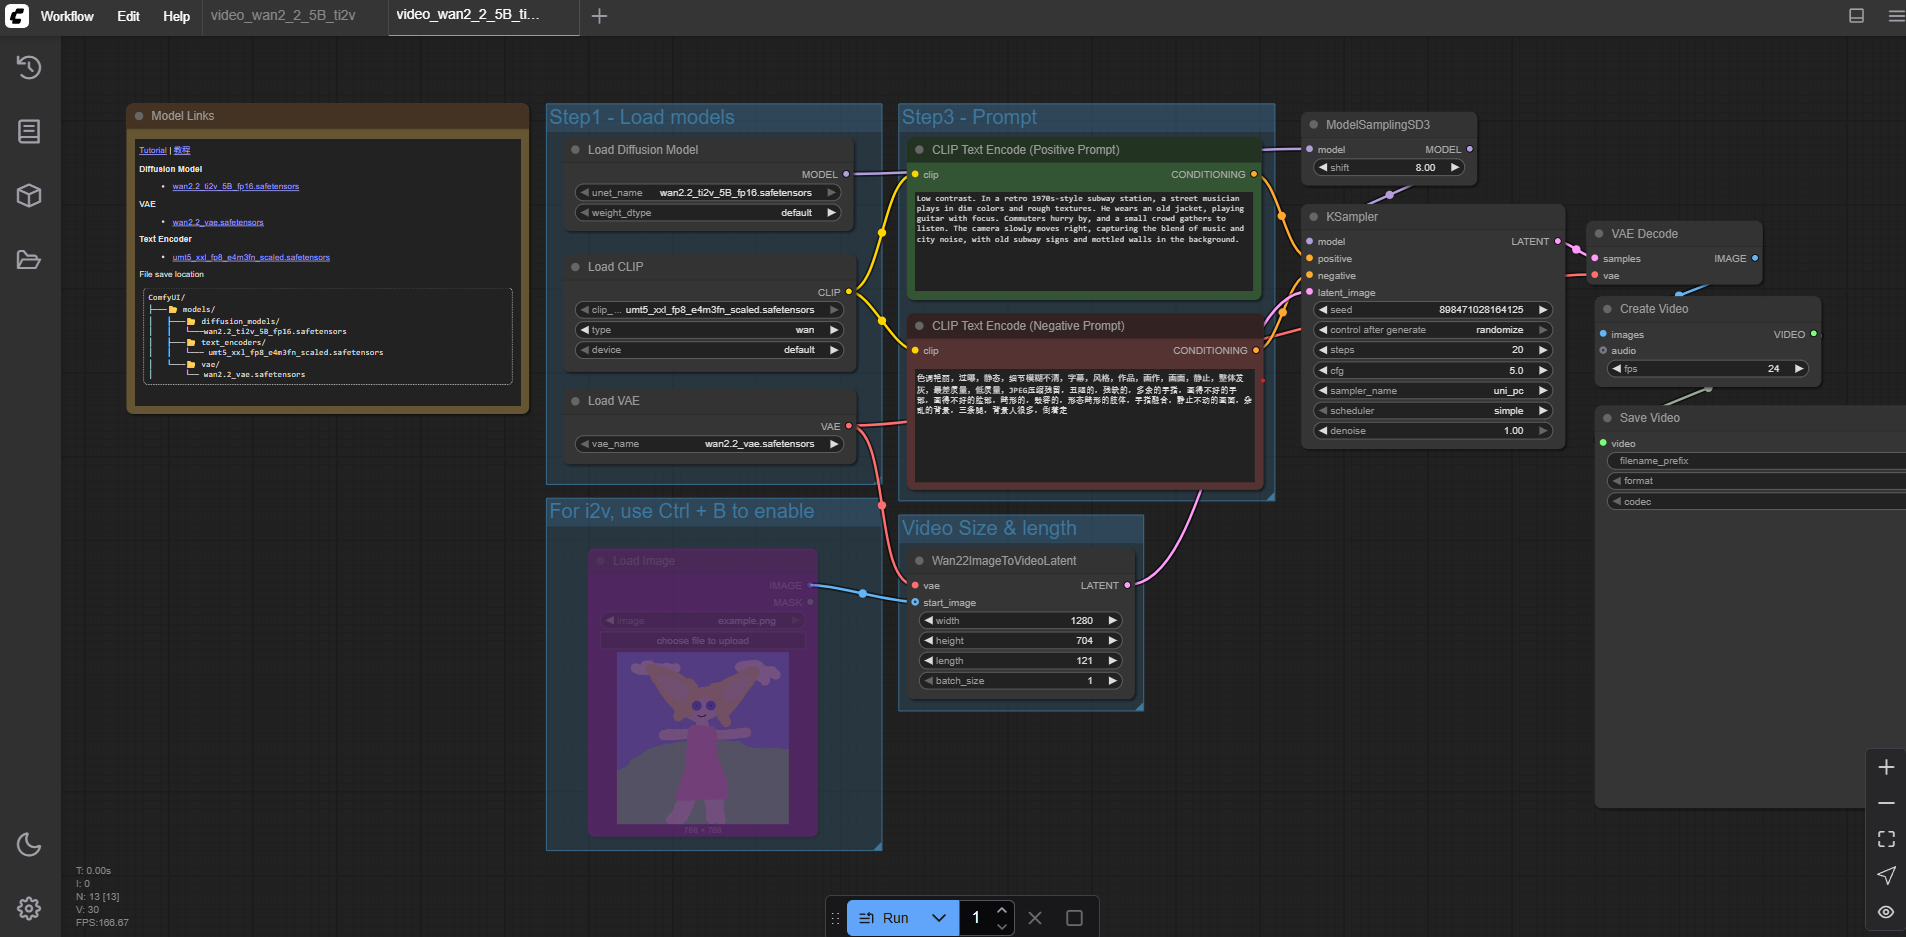 Workflow
Edit
Help
video_wan2_2_5B_ti2v
video_wan2_2_5B_ti...
Model Links
Tutorial | 教程
Diffusion Model
wan2.2_ti2v_5B_fp16.safetensors
VAE
wan2.2_vae.safetensors
Text Encoder
umt5_xxl_fp8_e4m3fn_scaled.safetensors
File save location
ComfyUI/
models/
diffusion_models/
wan2.2_ti2v_5B_fp16.safetensors
text_encoders/
umt5_xxl_fp8_e4m3fn_scaled.safetensors
vae/
wan2.2_vae.safetensors
Step1 - Load models
Load Diffusion Model
MODEL
unet_name wan2.2_ti2v_5B_fp16.safetensors
weight_dtype default
Load CLIP
CLIP
clip_... umt5_xxl_fp8_e4m3fn_scaled.safetensors
type wan
device default
Load VAE
VAE
vae_name wan2.2_vae.safetensors
For i2v, use Ctrl + B to enable
Load Image
IMAGE
MASK
image example.png
choose file to upload
768 × 768
Step3 - Prompt
CLIP Text Encode (Positive Prompt)
clip CONDITIONING
Low contrast. In a retro 1970s-style subway station, a street musician
plays in dim colors and rough textures. He wears an old jacket, playing
guitar with focus. Commuters hurry by, and a small crowd gathers to
listen. The camera slowly moves right, capturing the blend of music and
city noise, with old subway signs and mottled walls in the background.
CLIP Text Encode (Negative Prompt)
clip CONDITIONING
色调艳丽，过曝，静态，细节模糊不清，字幕，风格，作品，画作，画面，静止，整体发
灰，最差质量，低质量，JPEG压缩残留，丑陋的，残缺的，多余的手指，画得不好的手
部，画得不好的脸部，畸形的，毁容的，形态畸形的肢体，手指融合，静止不动的画面，杂
乱的背景，三条腿，背景人很多，倒着走
Video Size & length
Wan22ImageToVideoLatent
vae LATENT
start_image
width 1280
height 704
length 121
batch_size 1
ModelSamplingSD3
model MODEL
shift 8.00
KSampler
model LATENT
positive
negative
latent_image
seed 898471028164125
control after generate randomize
steps 20
cfg 5.0
sampler_name uni_pc
scheduler simple
denoise 1.00
VAE Decode
samples IMAGE
vae
Create Video
images VIDEO
audio
fps 24
Save Video
video
filename_prefix
format
codec
T: 0.00s
I: 0
N: 13 [13]
V: 30
FPS:166.67
Run
1